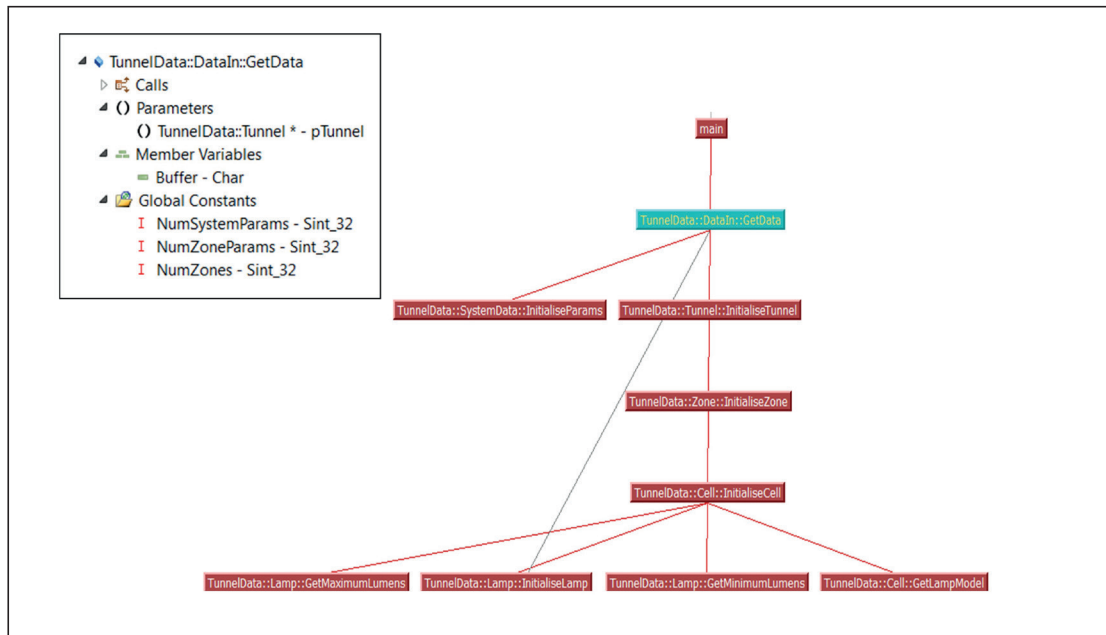 TunnelData::DataIn::GetData
Calls
() Parameters
() TunnelData::Tunnel * - pTunnel
Member Variables
Buffer - Char
Global Constants
NumSystemParams - Sint_32
NumZoneParams - Sint_32
NumZones - Sint_32
main
TunnelData::DataIn::GetData
TunnelData::SystemData::InitialiseParams
TunnelData::Tunnel::InitialiseTunnel
TunnelData::Zone::InitialiseZone
TunnelData::Cell::InitialiseCell
TunnelData::Lamp::GetMaximumLumens
TunnelData::Lamp::InitialiseLamp
TunnelData::Lamp::GetMinimumLumens
TunnelData::Cell::GetLampModel